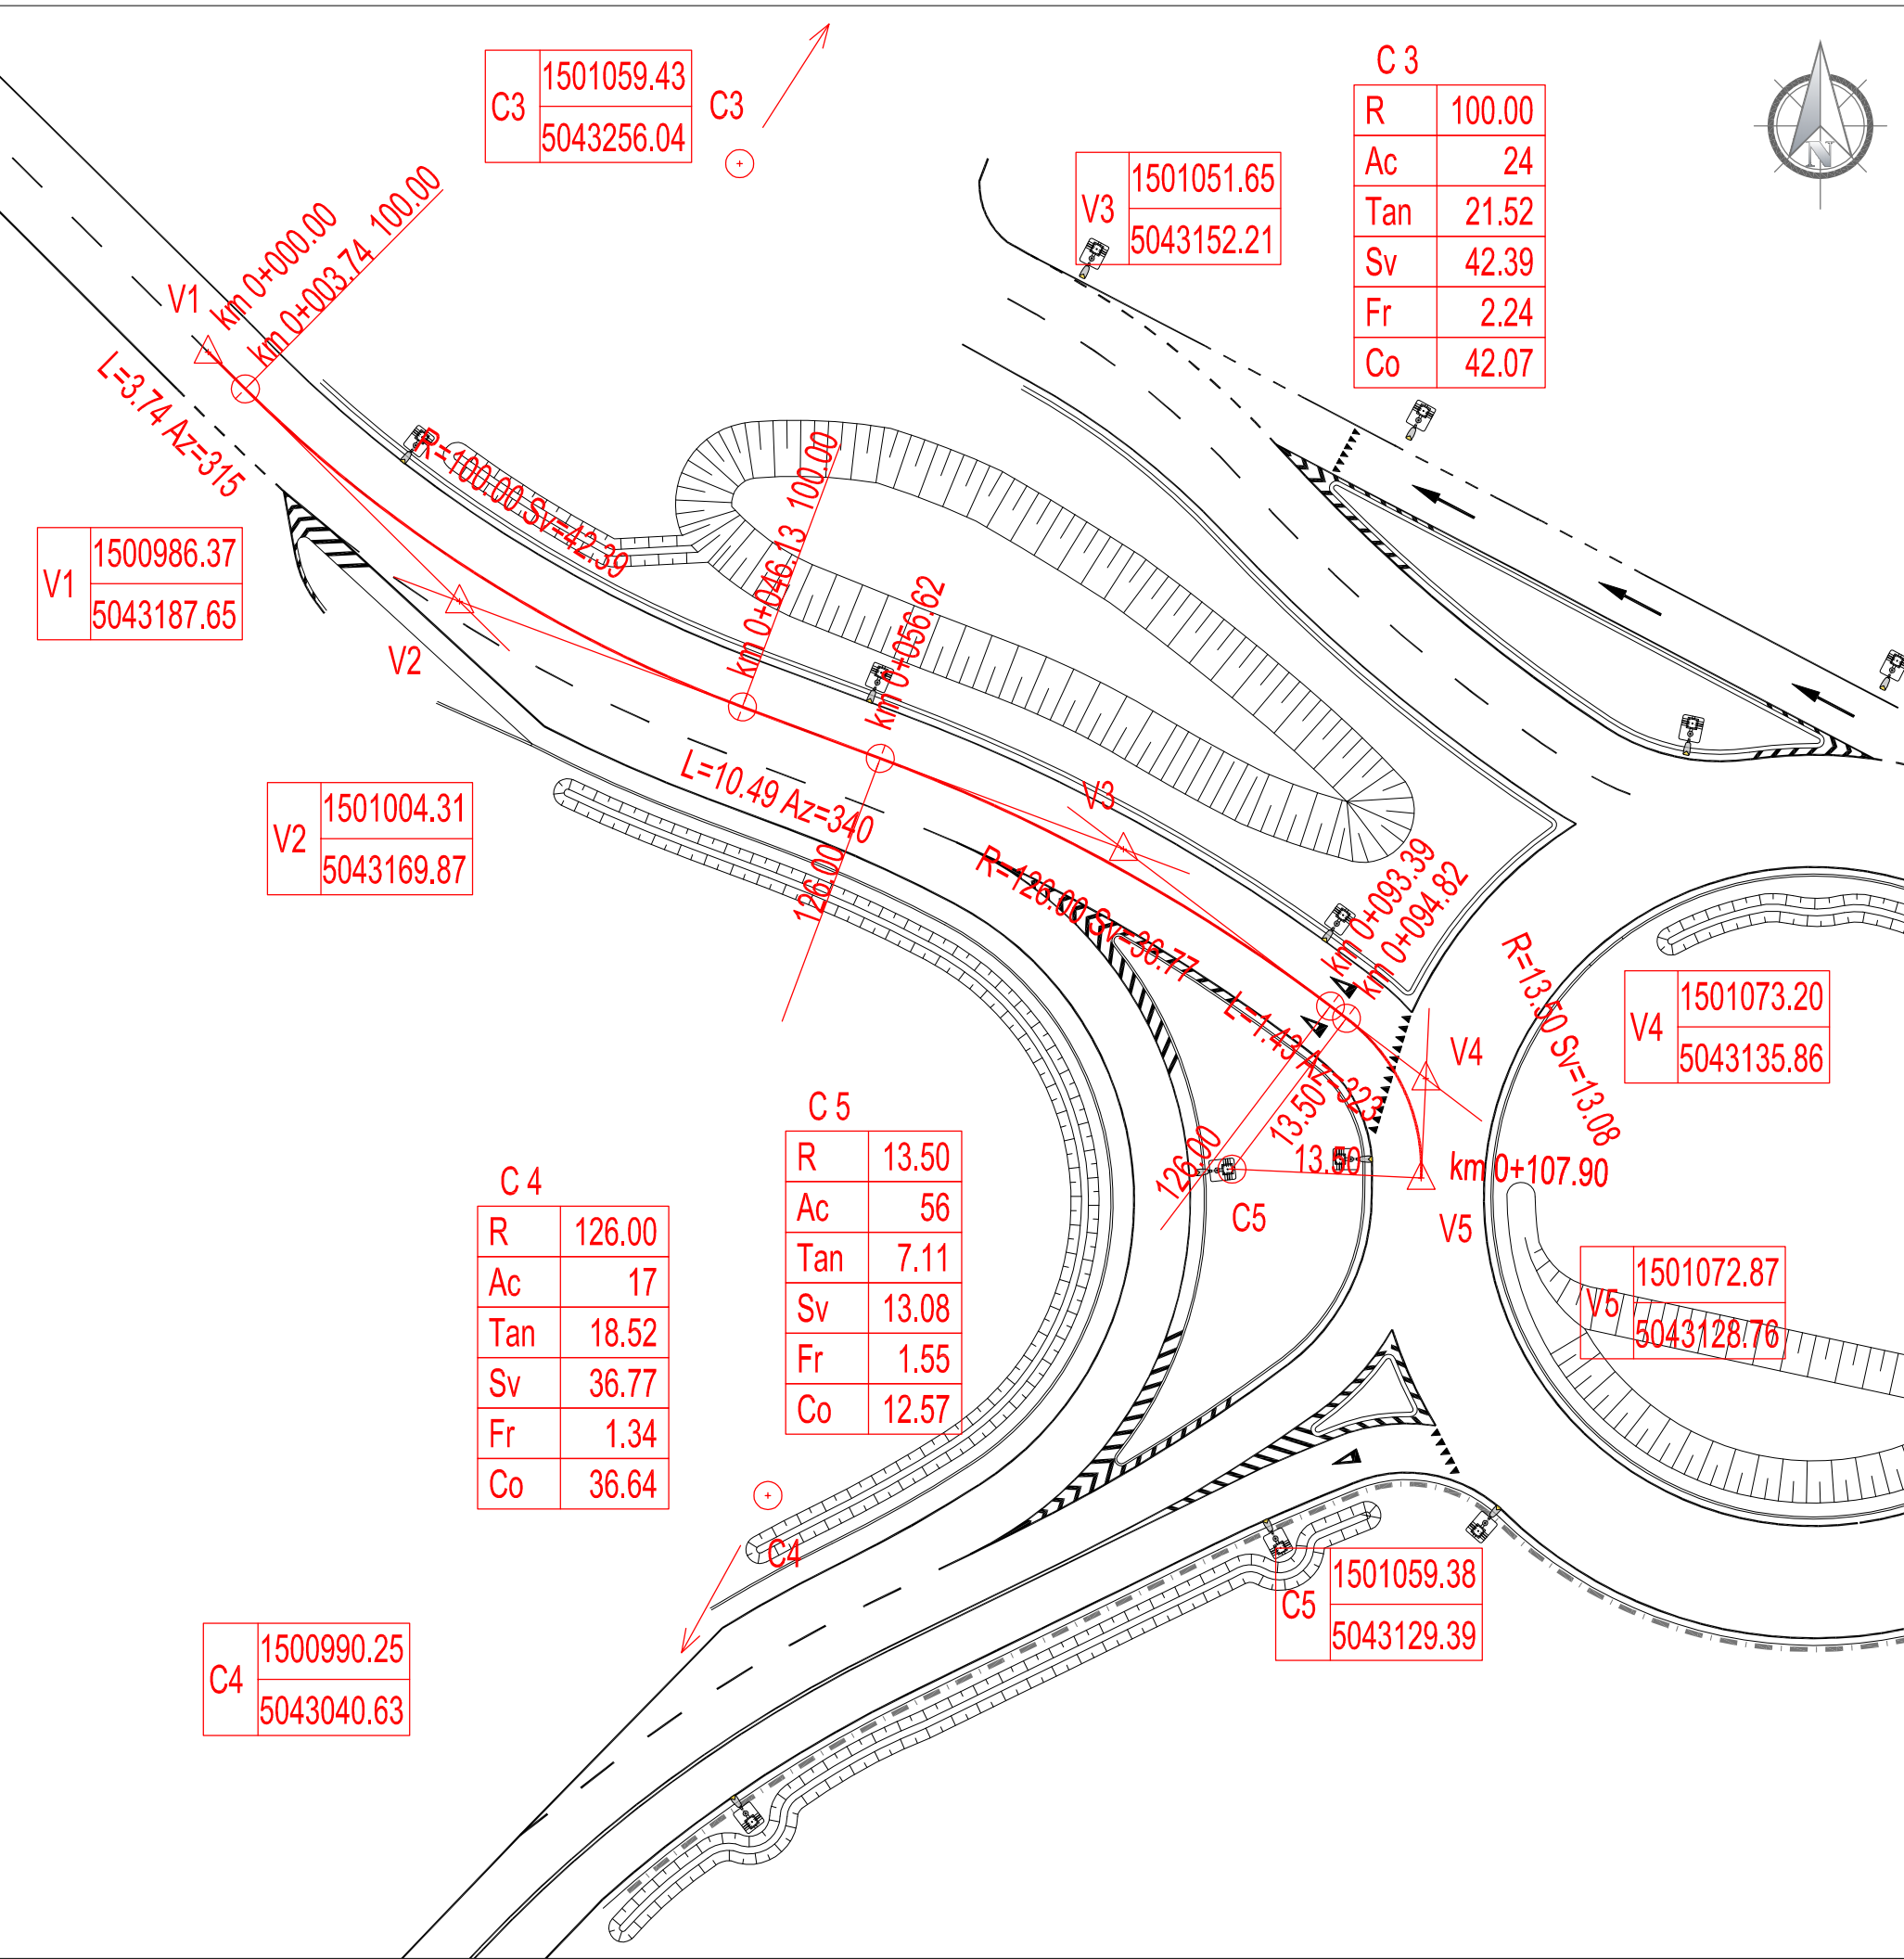 C3
1501059.43
5043256.04
C3
C 3
R 100.00
Ac 24
Tan 21.52
Sv 42.39
Fr 2.24
Co 42.07
N
V3
1501051.65
5043152.21
V1
km 0+000.00
km 0+003.74 100.00
L=3.74 Az=315
R=100.00 Sv=42.39
V1
1500986.37
5043187.65
V2
km 0+046.13 100.00
km 0+056.62
V2
1501004.31
5043169.87
L=10.49 Az=340
126.00
V3
R=126.00 Sv=36.77
km 0+093.39
km 0+094.82
L=1.43 Az=323
V4
R=13.50 Sv=13.08
V4
1501073.20
5043135.86
126.00
13.50
13.50
km 0+107.90
C5
V5
C 5
R 13.50
Ac 56
Tan 7.11
Sv 13.08
Fr 1.55
Co 12.57
C 4
R 126.00
Ac 17
Tan 18.52
Sv 36.77
Fr 1.34
Co 36.64
V5
1501072.87
5043128.76
C4
C5
1501059.38
5043129.39
C4
1500990.25
5043040.63